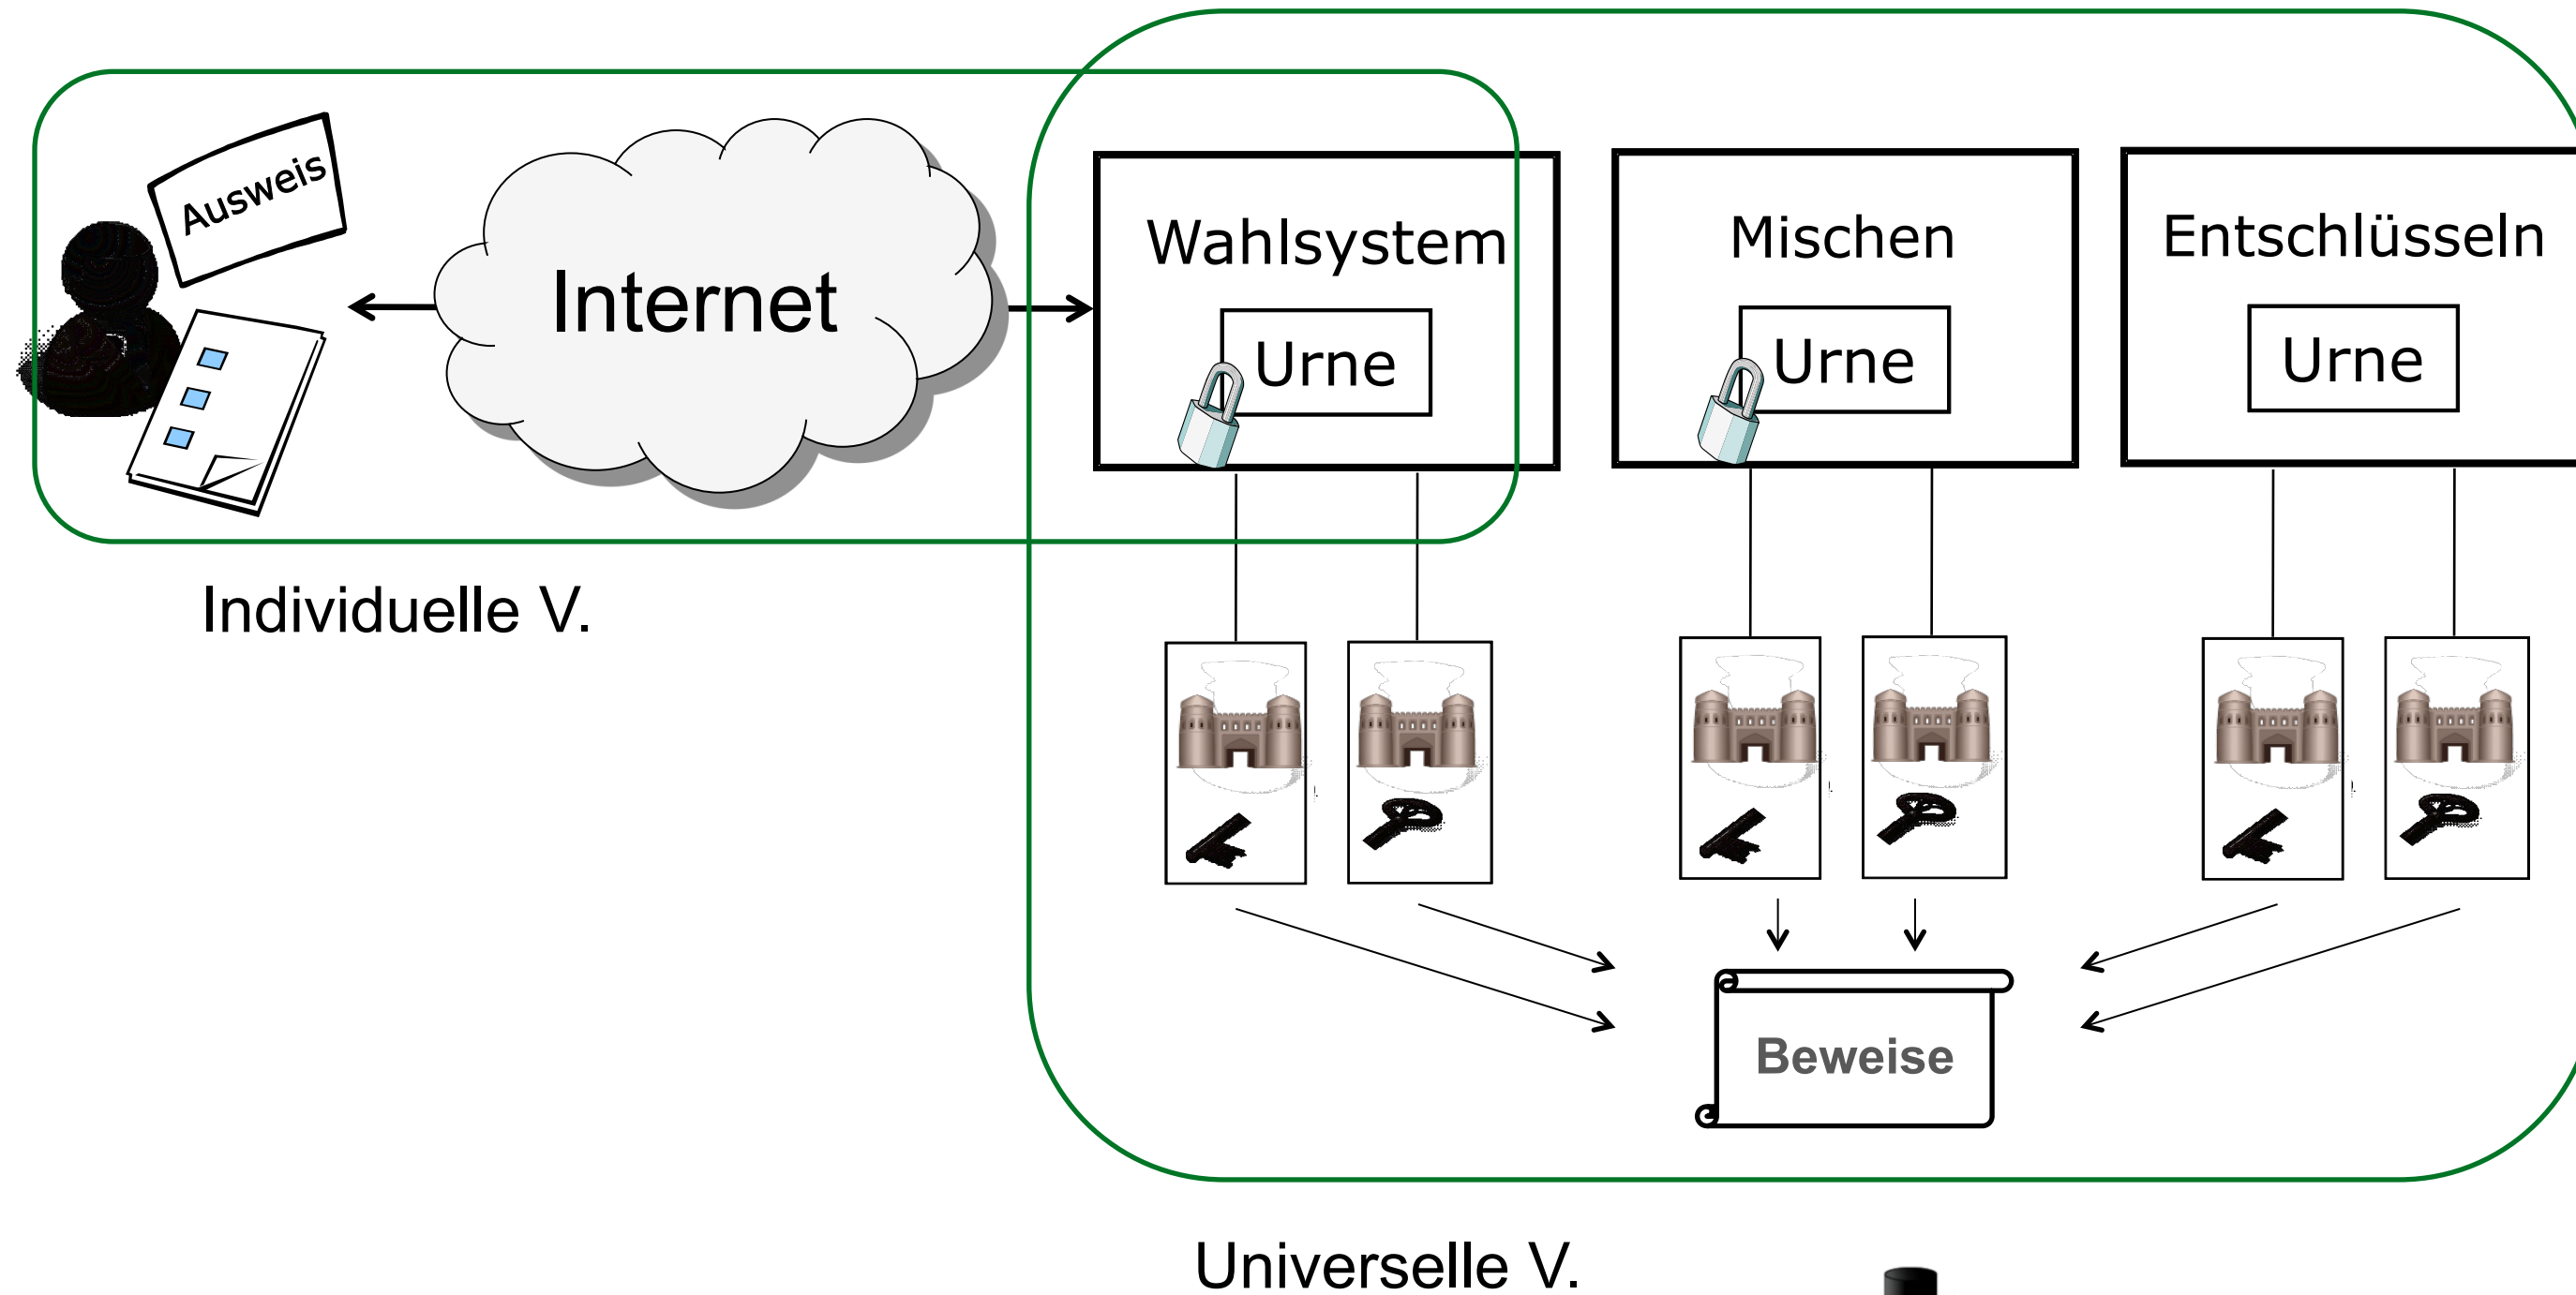 Ausweis
Internet
Wahlsystem
Urne
Mischen
Urne
Entschlüsseln
Urne
Individuelle V.
Beweise
Universelle V.